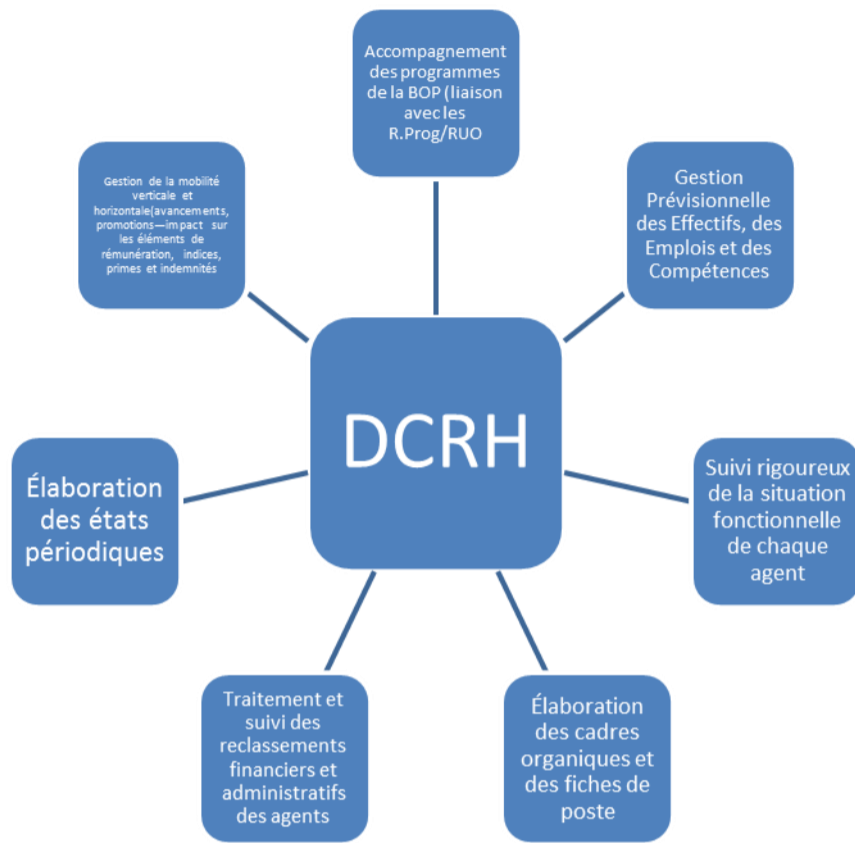 Accompagnement
des programmes
de la BOP (liaison
avec les
R.Prog/RUO
Gestion
Prévisionnelle
des Effectifs, des
Emplois et des
Compétences
Suivi rigoureux
de la situation
fonctionnelle
de chaque
agent
Élaboration
des cadres
organiques et
des fiches de
poste
Traitement et
suivi des
reclassements
financiers et
administratifs
des agents
Élaboration
des états
périodiques
Gestion de la mobilité
verticale et
horizontale(avancements,
promotions—impact sur
les éléments de
rémunération, indices,
primes et indemnités
DCRH